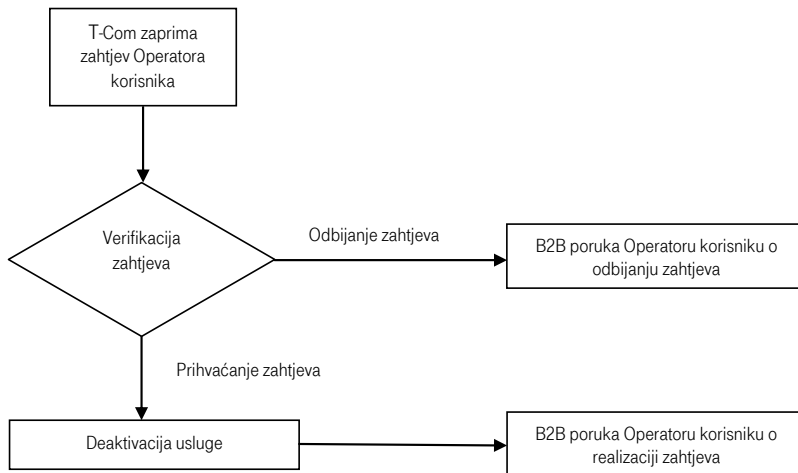 T-Com zaprima
zahtjev Operatora
korisnika
Verifikacija
zahtjeva
Odbijanje zahtjeva
B2B poruka Operatoru korisniku o
odbijanju zahtjeva
Prihvaćanje zahtjeva
Deaktivacija usluge
B2B poruka Operatoru korisniku o
realizaciji zahtjeva